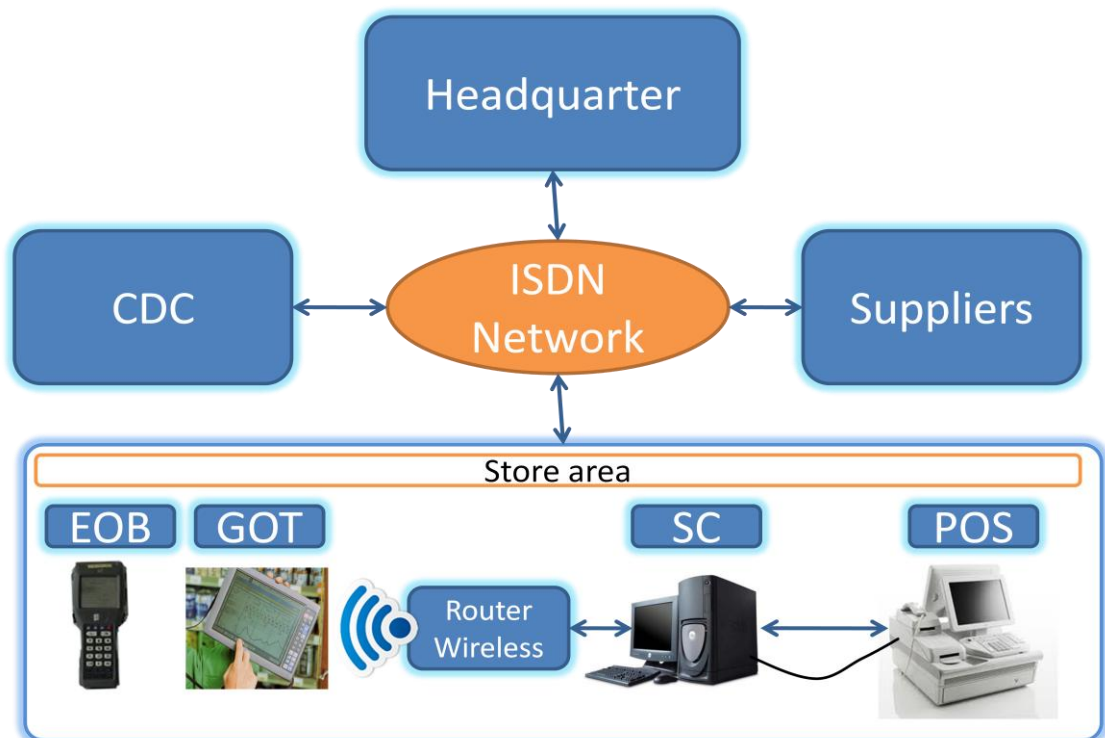 Headquarter
CDC
ISDN
Network
Suppliers
Store area
EOB
GOT
SC
POS
Router
Wireless